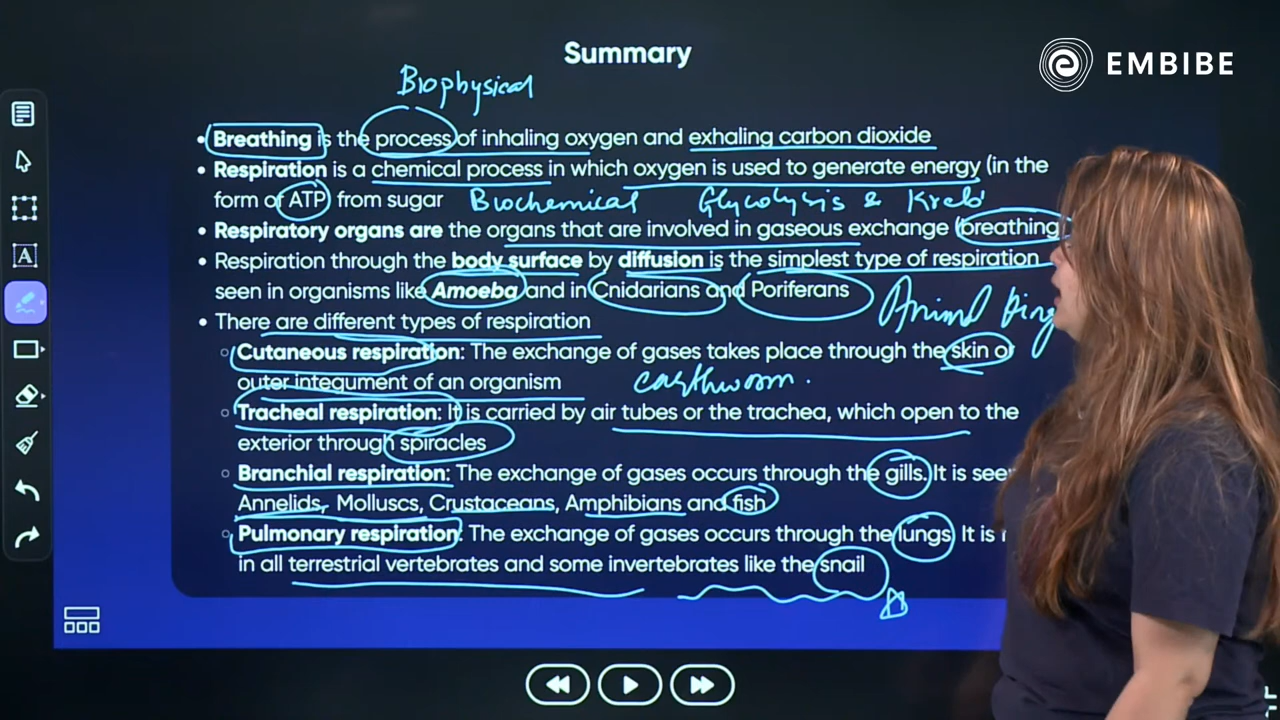 Summary
EMBIBE
Biophysical
• Breathing is the process of inhaling oxygen and exhaling carbon dioxide
• Respiration is a chemical process in which oxygen is used to generate energy (in the
form of ATP) from sugar Biochemical Glycolysis & Kreb
• Respiratory organs are the organs that are involved in gaseous exchange (breathing
• Respiration through the body surface by diffusion is the simplest type of respiration
seen in organisms like Amoeba and in Cnidarians and Poriferans Animal King
• There are different types of respiration
○ Cutaneous respiration: The exchange of gases takes place through the skin or
outer integument of an organism earthworm.
○ Tracheal respiration: It is carried by air tubes or the trachea, which open to the
exterior through spiracles
○ Branchial respiration: The exchange of gases occurs through the gills. It is see
Annelids, Molluscs, Crustaceans, Amphibians and fish
○ Pulmonary respiration: The exchange of gases occurs through the lungs. It is
in all terrestrial vertebrates and some invertebrates like the snail